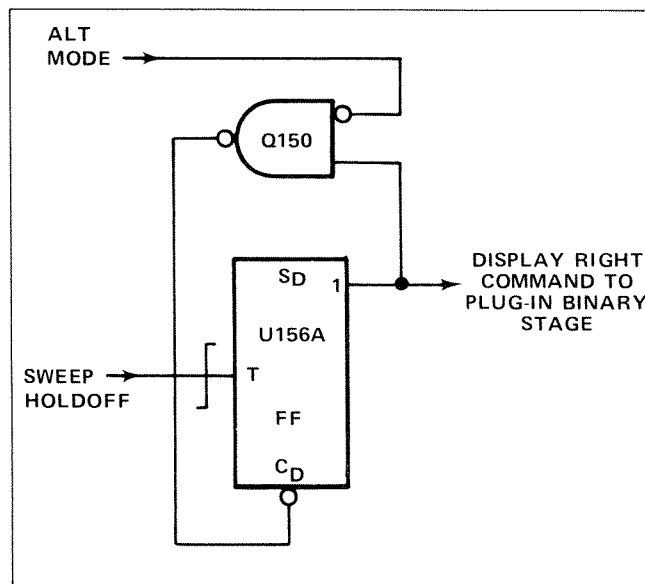 ALT
MODE
Q150
SD
1
U156A
T
FF
CD
SWEEP
HOLDOFF
DISPLAY RIGHT
COMMAND TO
PLUG-IN BINARY
STAGE